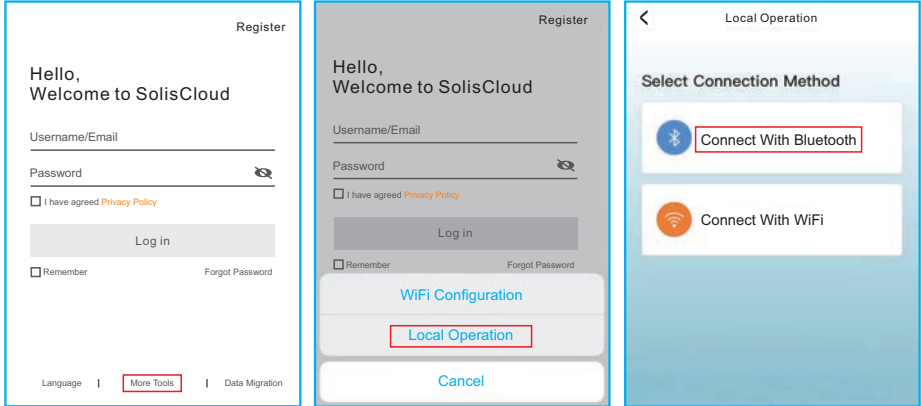 Register
Hello,
Welcome to SolisCloud
Username/Email
Password
I have agreed Privacy Policy
Log in
Remember Forgot Password
Language | More Tools | Data Migration
Register
Hello,
Welcome to SolisCloud
Username/Email
Password
I have agreed Privacy Policy
Log in
Remember Forgot Password
WiFi Configuration
Local Operation
Cancel
Local Operation
Select Connection Method
Connect With Bluetooth
Connect With WiFi